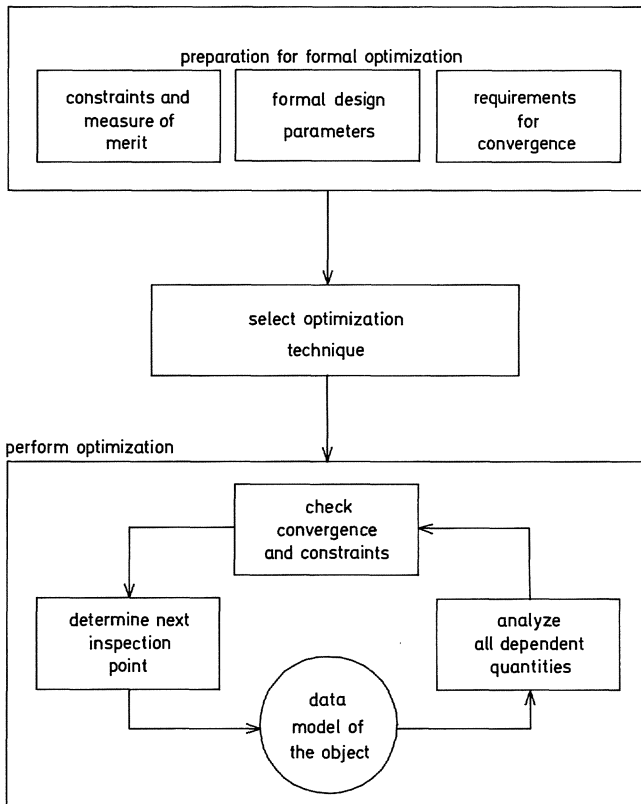 preparation for formal optimization
constraints and
measure of
merit
formal design
parameters
requirements
for
convergence
select optimization
technique
perform optimization
check
convergence
and constraints
determine next
inspection
point
analyze
all dependent
quantities
data
model of
the object